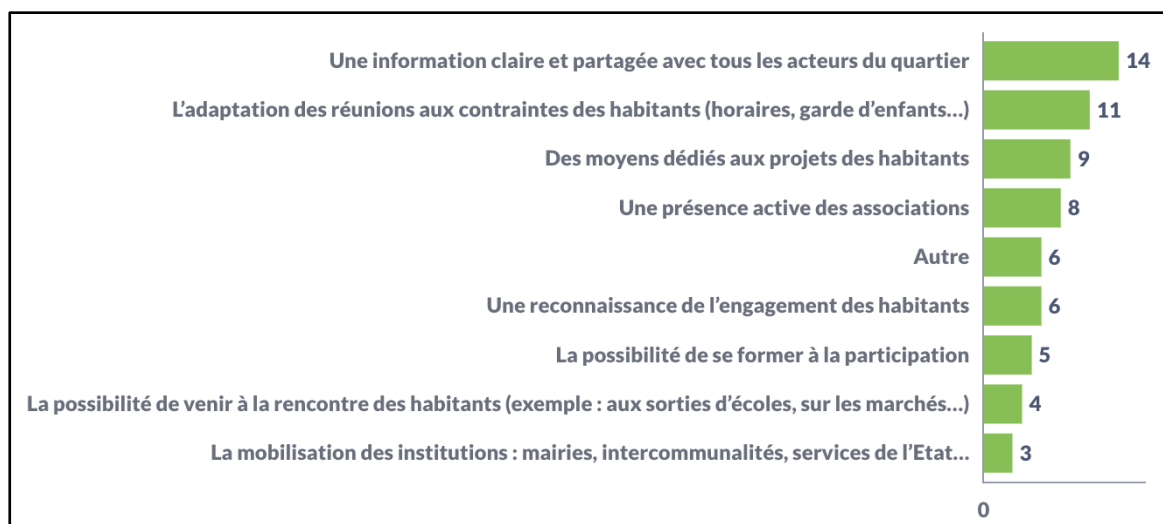 Une information claire et partagée avec tous les acteurs du quartier 14
L’adaptation des réunions aux contraintes des habitants (horaires, garde d’enfants...) 11
Des moyens dédiés aux projets des habitants 9
Une présence active des associations 8
Autre 6
Une reconnaissance de l’engagement des habitants 6
La possibilité de se former à la participation 5
La possibilité de venir à la rencontre des habitants (exemple : aux sorties d’écoles, sur les marchés...) 4
La mobilisation des institutions : mairies, intercommunalités, services de l’Etat... 3
0